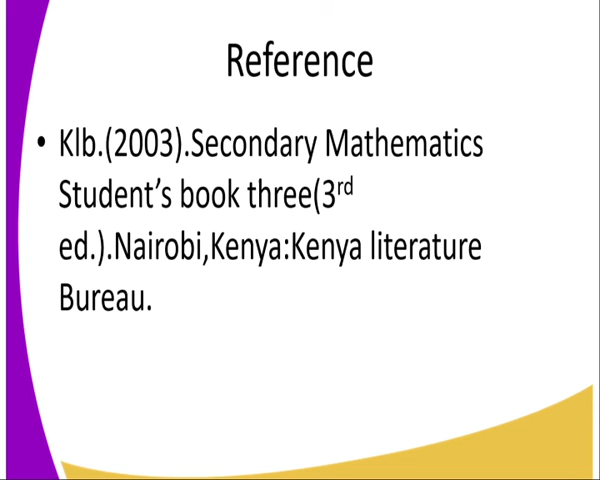 Reference
• Klb.(2003).Secondary Mathematics
Student’s book three(3rd
ed.).Nairobi,Kenya:Kenya literature
Bureau.